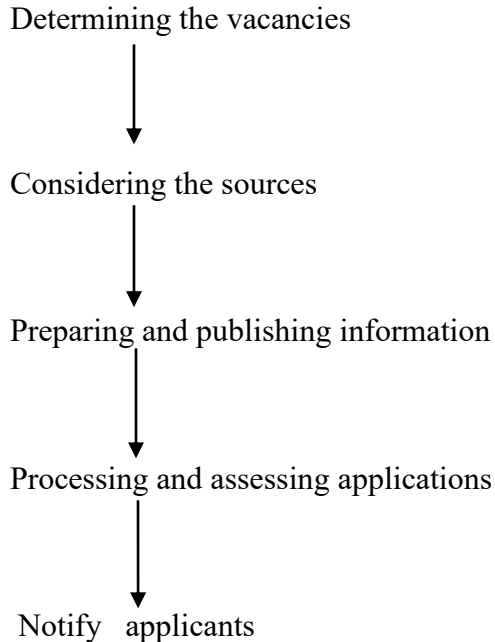 Determining the vacancies
Considering the sources
Preparing and publishing information
Processing and assessing applications
Notify applicants